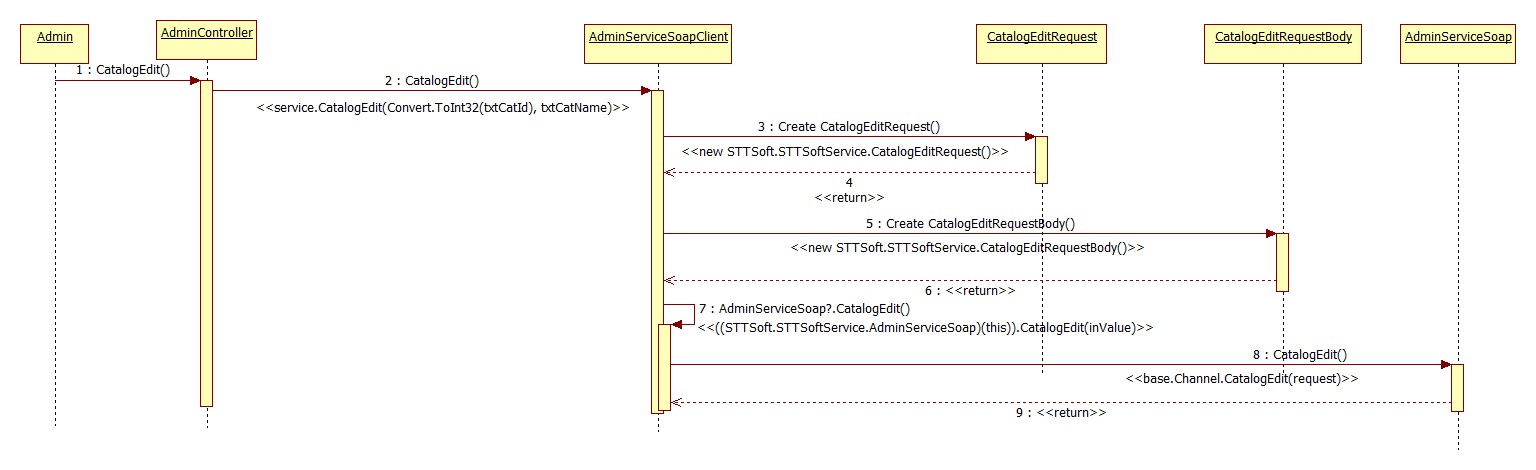 Admin
AdminController
AdminServiceSoapClient
CatalogEditRequest
CatalogEditRequestBody
AdminServiceSoap
1 : CatalogEdit()
2 : CatalogEdit()
<<service.CatalogEdit(Convert.ToInt32(txtCatId), txtCatName)>>
3 : Create CatalogEditRequest()
<<new STTSoft.STTSoftService.CatalogEditRequest()>>
4
<<return>>
5 : Create CatalogEditRequestBody()
<<new STTSoft.STTSoftService.CatalogEditRequestBody()>>
6 : <<return>>
7 : AdminServiceSoap?.CatalogEdit()
<<((STTSoft.STTSoftService.AdminServiceSoap)(this)).CatalogEdit(inValue)>>
8 : CatalogEdit()
<<base.Channel.CatalogEdit(request)>>
9 : <<return>>